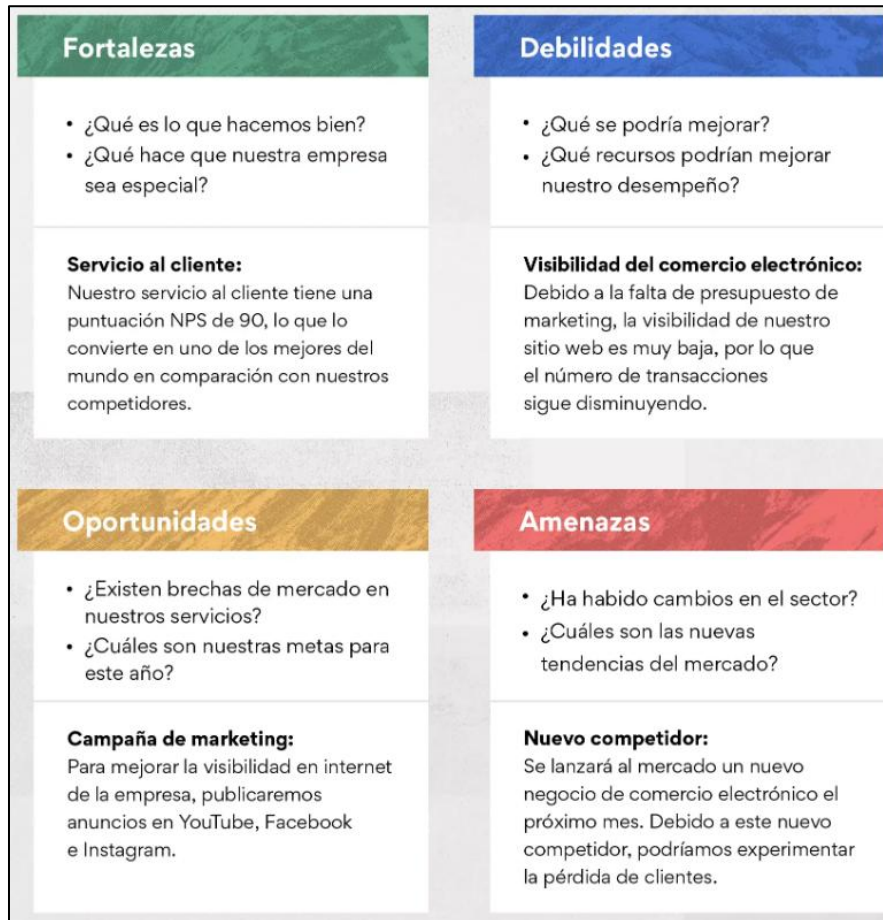 Fortalezas
• ¿Qué es lo que hacemos bien?
• ¿Qué hace que nuestra empresa
sea especial?
Servicio al cliente:
Nuestro servicio al cliente tiene una
puntuación NPS de 90, lo que lo
convierte en uno de los mejores del
mundo en comparación con nuestros
competidores.
Debilidades
• ¿Qué se podría mejorar?
• ¿Qué recursos podrían mejorar
nuestro desempeño?
Visibilidad del comercio electrónico:
Debido a la falta de presupuesto de
marketing, la visibilidad de nuestro
sitio web es muy baja, por lo que
el número de transacciones
sigue disminuyendo.
Oportunidades
• ¿Existen brechas de mercado en
nuestros servicios?
• ¿Cuáles son nuestras metas para
este año?
Campaña de marketing:
Para mejorar la visibilidad en internet
de la empresa, publicaremos
anuncios en YouTube, Facebook
e Instagram.
Amenazas
• ¿Ha habido cambios en el sector?
• ¿Cuáles son las nuevas
tendencias del mercado?
Nuevo competidor:
Se lanzará al mercado un nuevo
negocio de comercio electrónico el
próximo mes. Debido a este nuevo
competidor, podríamos experimentar
la pérdida de clientes.